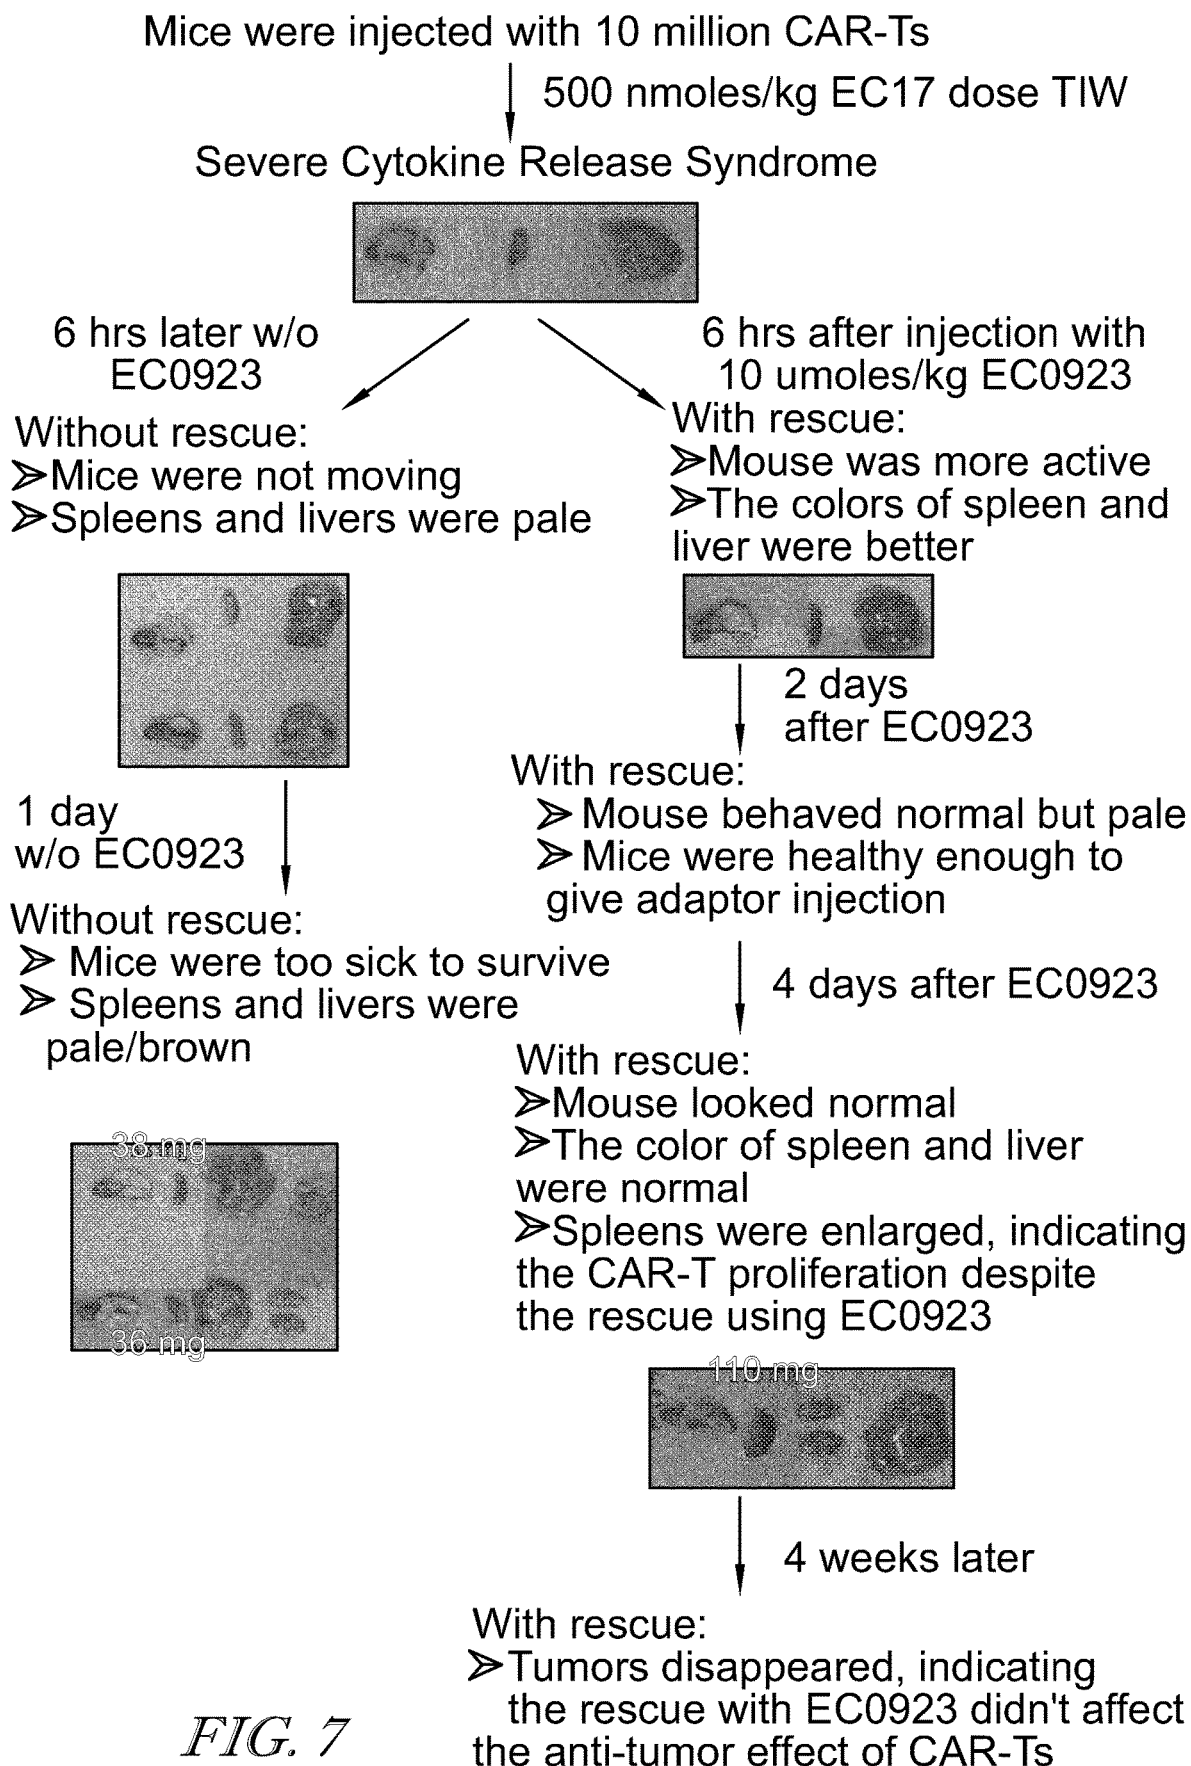 Mice were injected with 10 million CAR-Ts
500 nmoles/kg EC17 dose TIW
Severe Cytokine Release Syndrome
6 hrs later w/o
EC0923
Without rescue:
➢Mice were not moving
➢Spleens and livers were pale
1 day
w/o EC0923
Without rescue:
➢ Mice were too sick to survive
➢ Spleens and livers were
pale/brown
38 mg
36 mg
6 hrs after injection with
10 umoles/kg EC0923
With rescue:
➢Mouse was more active
➢The colors of spleen and
liver were better
2 days
after EC0923
With rescue:
➢ Mouse behaved normal but pale
➢ Mice were healthy enough to
give adaptor injection
4 days after EC0923
With rescue:
➢Mouse looked normal
➢The color of spleen and liver
were normal
➢Spleens were enlarged, indicating
the CAR-T proliferation despite
the rescue using EC0923
110 mg
4 weeks later
With rescue:
➢Tumors disappeared, indicating
the rescue with EC0923 didn't affect
the anti-tumor effect of CAR-Ts
FIG. 7